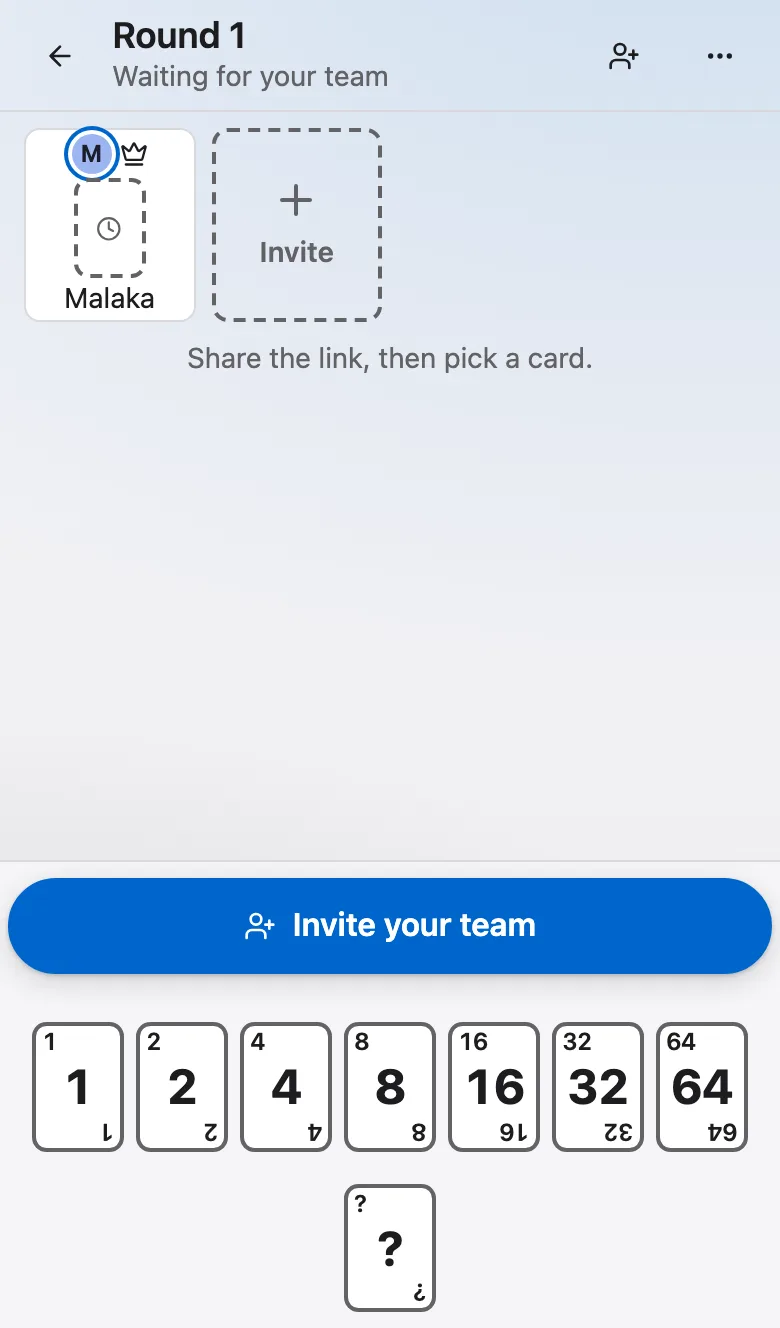 Round 1
Waiting for your team
M
Malaka
Invite
Share the link, then pick a card.
Invite your team
1 2 4 8 16 32 64
1 2 4 8 16 32 64
1 2 4 8 16 32 64
?
?
?